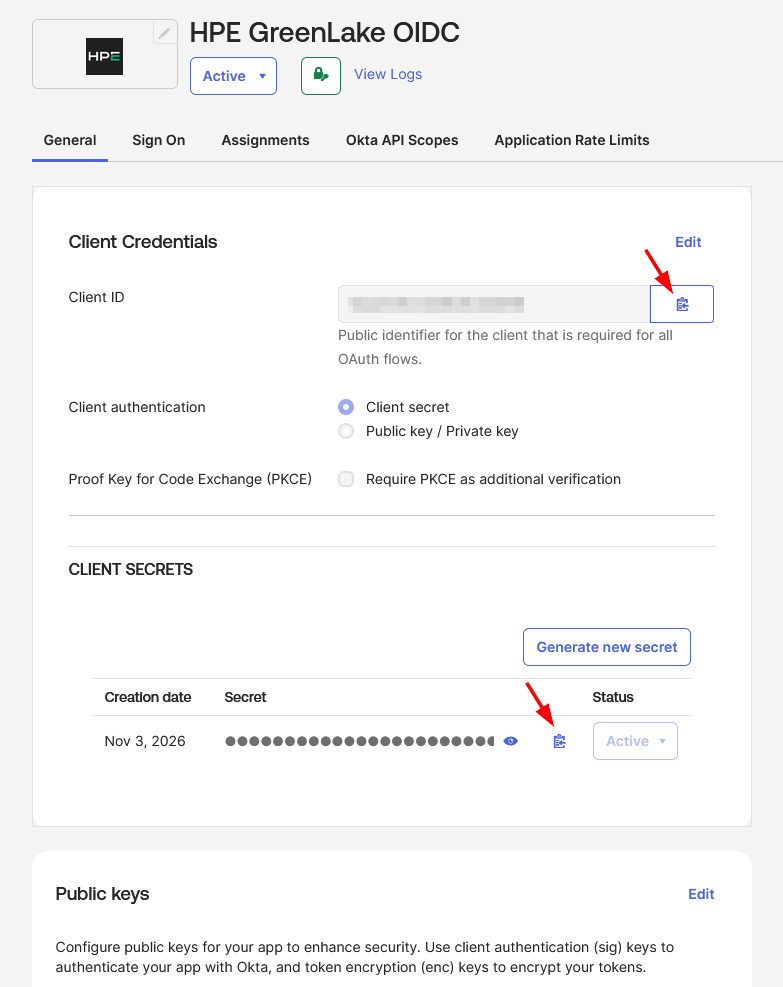 HPE
HPE GreenLake OIDC
Active
View Logs
General
Sign On
Assignments
Okta API Scopes
Application Rate Limits
Client Credentials
Edit
Client ID
Public identifier for the client that is required for all
OAuth flows.
Client authentication
Client secret
Public key / Private key
Proof Key for Code Exchange (PKCE)
Require PKCE as additional verification
CLIENT SECRETS
Generate new secret
Creation date
Secret
Status
Nov 3, 2026
Active
Public keys
Edit
Configure public keys for your app to enhance security. Use client authentication (sig) keys to
authenticate your app with Okta, and token encryption (enc) keys to encrypt your tokens.